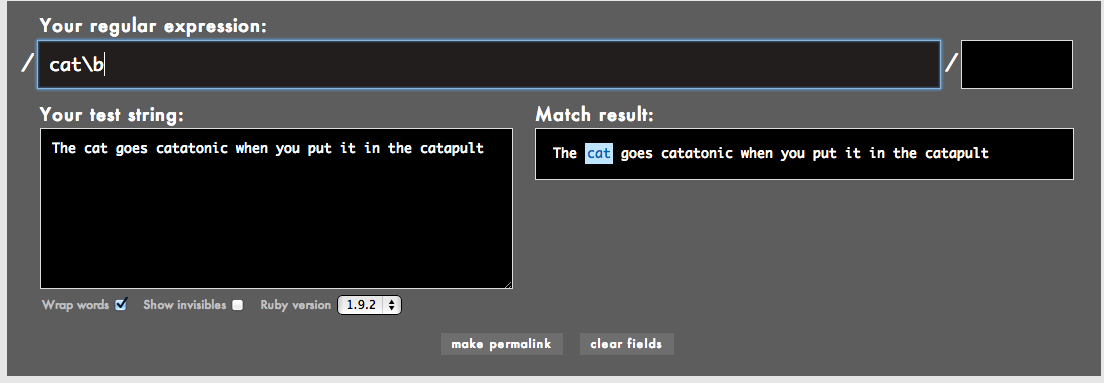 Your regular expression:
/ cat\b /
Your test string:
The cat goes catatonic when you put it in the catapult
Match result:
The cat goes catatonic when you put it in the catapult
Wrap words Show invisibles Ruby version 1.9.2
make permalink clear fields